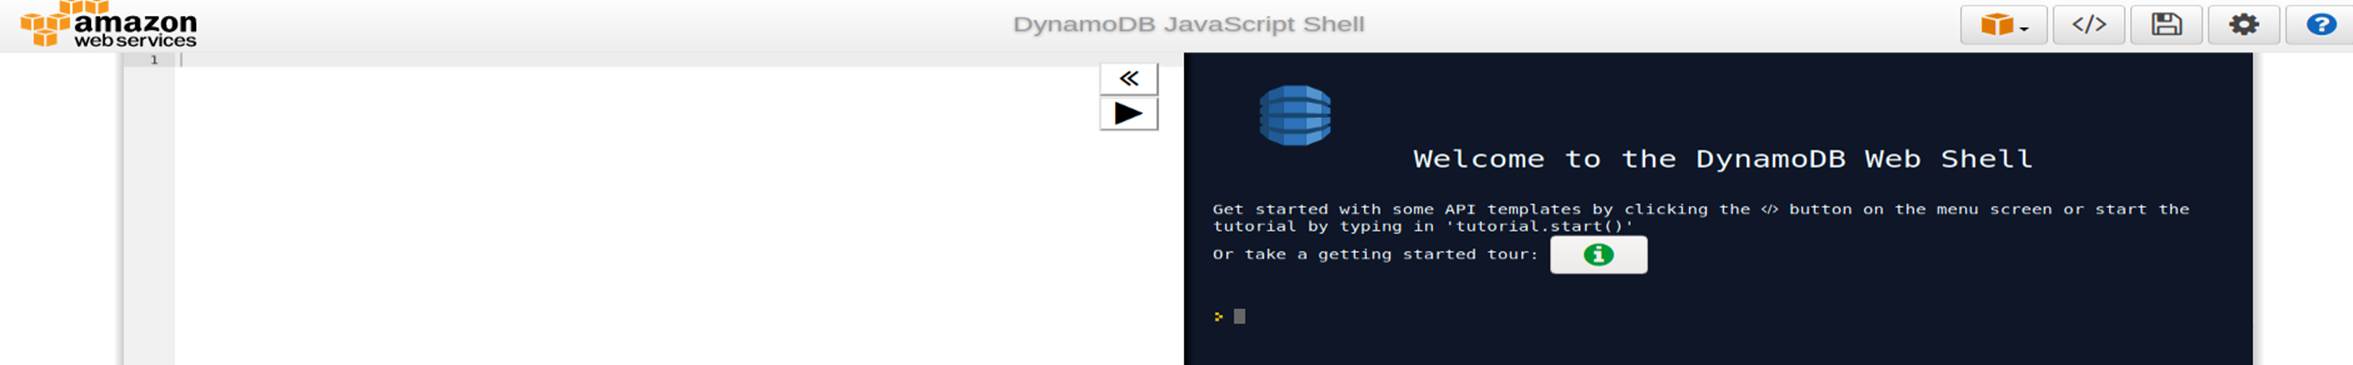 amazon
webservices
DynamoDB JavaScript Shell
</>
?
1
«
Welcome to the DynamoDB Web Shell
Get started with some API templates by clicking the </> button on the menu screen or start the
tutorial by typing in 'tutorial.start()'
Or take a getting started tour:
>